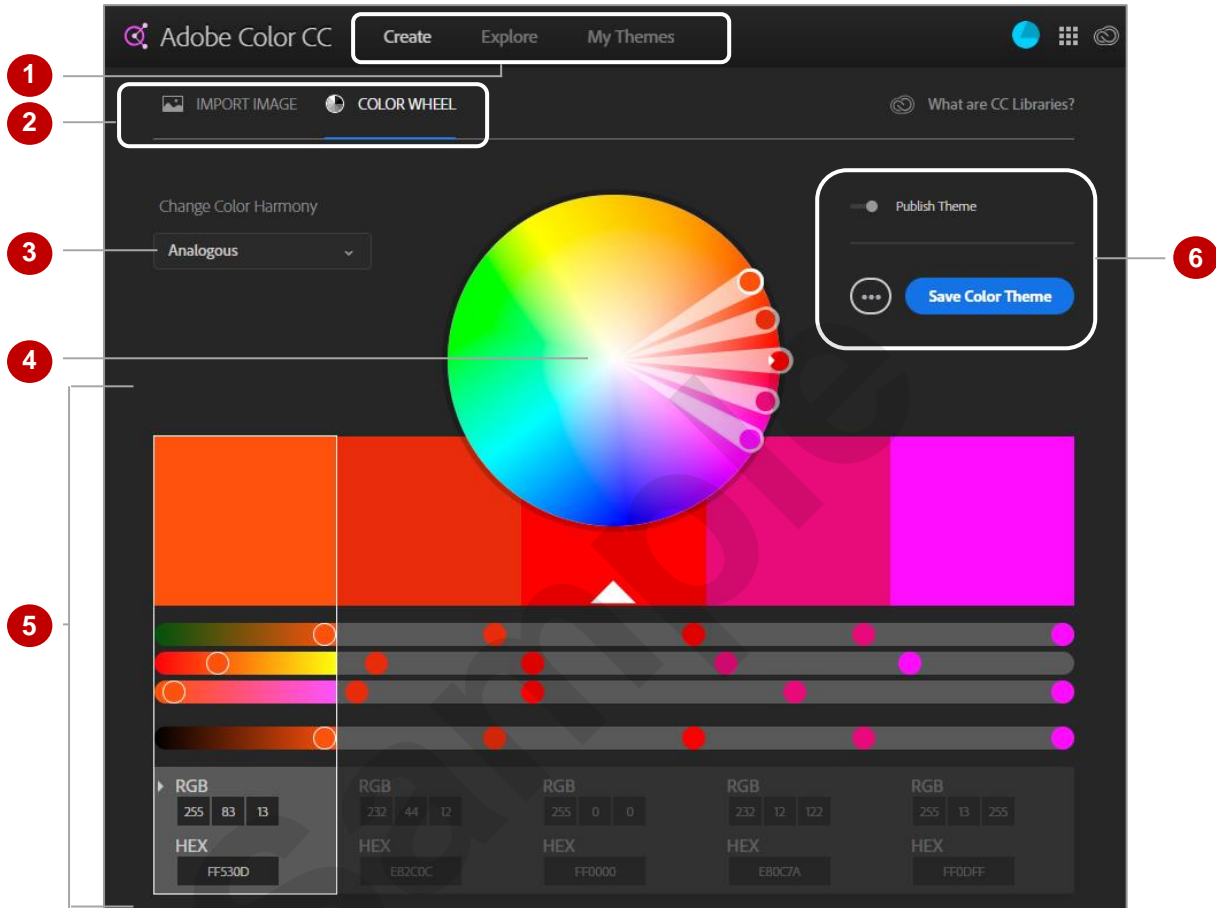 Adobe Color CC
Create Explore My Themes
1
IMPORT IMAGE COLOR WHEEL
What are CC Libraries?
2
Change Color Harmony
Publish Theme
3
Analogous
6
Save Color Theme
4
5
RGB RGB RGB RGB RGB
255 83 13 232 44 12 255 0 0 232 12 122 255 13 255
HEX HEX HEX HEX HEX
FF530D E82C0C FF0000 E80C7A FF0DFF
Sample